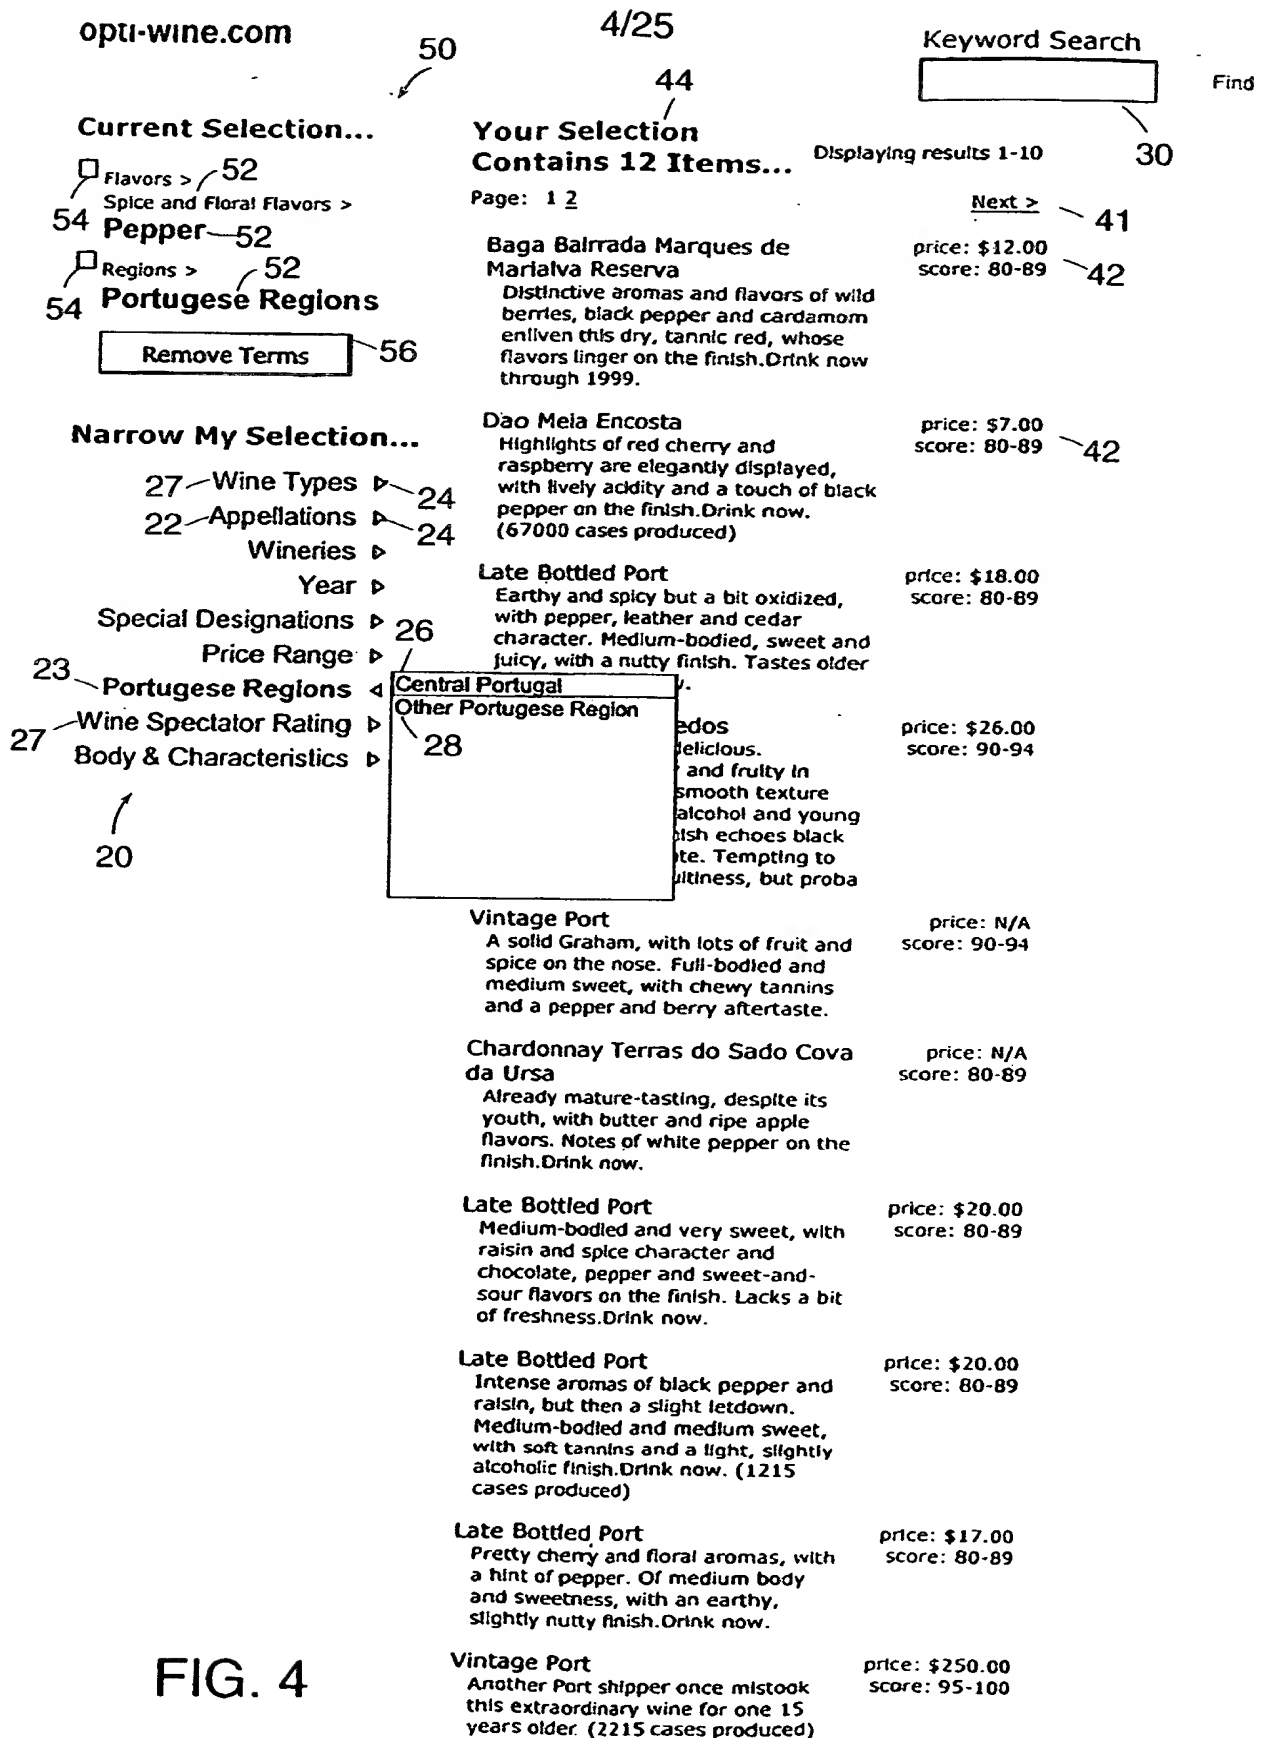 opti-wine.com
4/25
Keyword Search
50
44
Find
30
Current Selection...
Flavors > 52
Spice and Floral Flavors >
54 Pepper 52
Regions > 52
54 Portugese Regions
Remove Terms 56
Narrow My Selection...
27 Wine Types 24
22 Appellations 24
Wineries
Year
Special Designations
26
Price Range
23 Portugese Regions
Central Portugal
Other Portugese Region
28
27 Wine Spectator Rating
Body & Characteristics
20
Your Selection
Contains 12 Items...
Displaying results 1-10
Page: 1 2
Next > 41
Baga Bairrada Marques de
Marialva Reserva
price: $12.00
score: 80-89 42
Distinctive aromas and flavors of wild
berries, black pepper and cardamom
enliven this dry, tannic red, whose
flavors linger on the finish.Drink now
through 1999.
Dao Meia Encosta
price: $7.00
score: 80-89 42
Highlights of red cherry and
raspberry are elegantly displayed,
with lively acidity and a touch of black
pepper on the finish.Drink now.
(67000 cases produced)
Late Bottled Port
price: $18.00
score: 80-89
Earthy and spicy but a bit oxidized,
with pepper, leather and cedar
character. Medium-bodied, sweet and
juicy, with a nutty finish. Tastes older
edos
price: $26.00
score: 90-94
delicious.
and fruity in
smooth texture
alcohol and young
ish echoes black
te. Tempting to
uitiness, but proba
Vintage Port
price: N/A
score: 90-94
A solid Graham, with lots of fruit and
spice on the nose. Full-bodied and
medium sweet, with chewy tannins
and a pepper and berry aftertaste.
Chardonnay Terras do Sado Cova
da Ursa
price: N/A
score: 80-89
Already mature-tasting, despite its
youth, with butter and ripe apple
flavors. Notes of white pepper on the
finish.Drink now.
Late Bottled Port
price: $20.00
score: 80-89
Medium-bodied and very sweet, with
raisin and spice character and
chocolate, pepper and sweet-and-
sour flavors on the finish. Lacks a bit
of freshness.Drink now.
Late Bottled Port
price: $20.00
score: 80-89
Intense aromas of black pepper and
raisin, but then a slight letdown.
Medium-bodied and medium sweet,
with soft tannins and a light, slightly
alcoholic finish.Drink now. (1215
cases produced)
Late Bottled Port
price: $17.00
score: 80-89
Pretty cherry and floral aromas, with
a hint of pepper. Of medium body
and sweetness, with an earthy,
slightly nutty finish.Drink now.
Vintage Port
price: $250.00
score: 95-100
Another Port shipper once mistook
this extraordinary wine for one 15
years older. (2215 cases produced)
FIG. 4